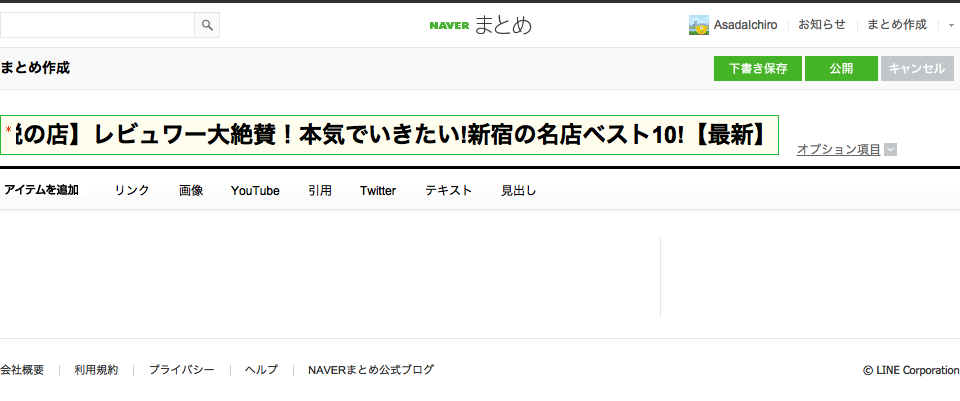 NAVER まとめ
AsadaIchiro お知らせ まとめ作成
まとめ作成
下書き保存 公開 キャンセル
*の店】レビュワー大絶賛！本気でいきたい!新宿の名店ベスト10!【最新】
オプション項目
アイテムを追加 リンク 画像 YouTube 引用 Twitter テキスト 見出し
会社概要 利用規約 プライバシー ヘルプ NAVERまとめ公式ブログ
© LINE Corporation